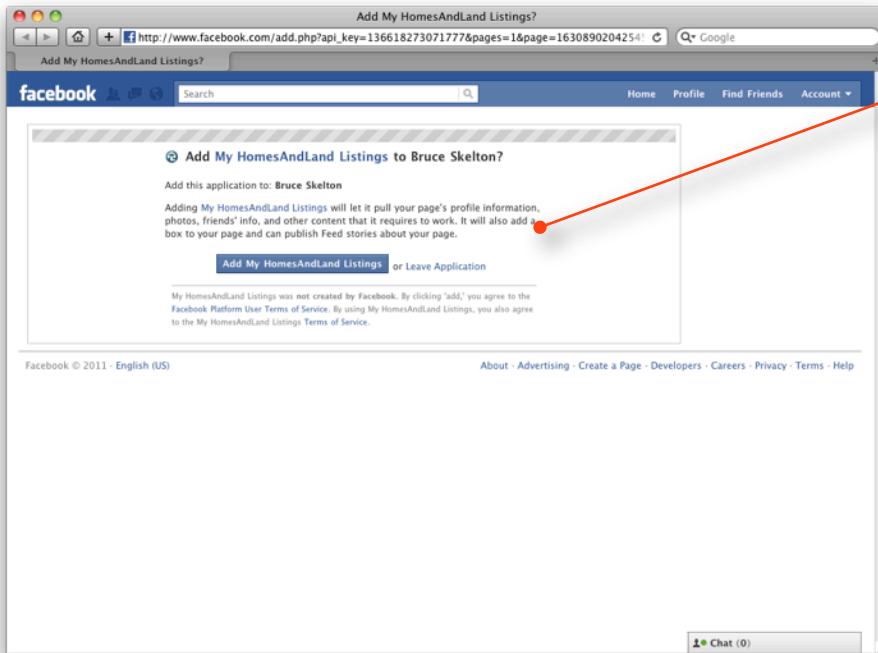 Add My HomesAndLand Listings?
http://www.facebook.com/add.php?api_key=136618273071777&pages=1&page=1630890204254
Google
Add My HomesAndLand Listings?
facebook
Search
Home Profile Find Friends Account
Add My HomesAndLand Listings to Bruce Skelton?
Add this application to: Bruce Skelton
Adding My HomesAndLand Listings will let it pull your page's profile information,
photos, friends' info, and other content that it requires to work. It will also add a
box to your page and can publish Feed stories about your page.
Add My HomesAndLand Listings or Leave Application
My HomesAndLand Listings was not created by Facebook. By clicking 'add,' you agree to the
Facebook Platform User Terms of Service. By using My HomesAndLand Listings, you also agree
to the My HomesAndLand Listings Terms of Service.
Facebook © 2011 · English (US)
About · Advertising · Create a Page · Developers · Careers · Privacy · Terms · Help
Chat (0)